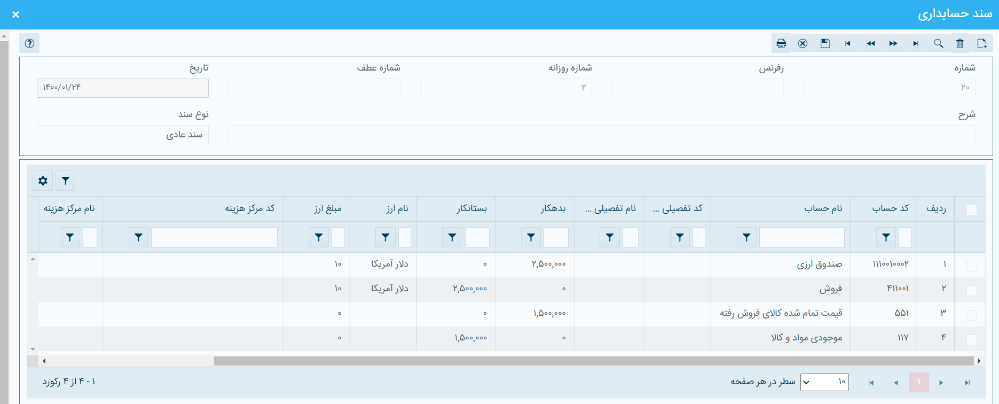 سند حسابداری
شماره رفرنس شماره روزانه شماره عطف تاریخ
۲۰ ۲ ۱۴۰۰/۰۱/۲۴
شرح نوع سند
سند عادی
ردیف کد حساب نام حساب کد تفصیلی ... نام تفصیلی ... بدهکار بستانکار نام ارز مبلغ ارز کد مرکز هزینه نام مرکز هزینه
۱ ۱۱۱۰۰۱۰۰۰۲ صندوق ارزی ۲,۵۰۰,۰۰۰ ۰ دلار آمریکا ۱۰
۲ ۴۱۱۰۰۱ فروش ۰ ۲,۵۰۰,۰۰۰ دلار آمریکا ۱۰
۳ ۵۵۱ قیمت تمام شده کالای فروش رفته ۱,۵۰۰,۰۰۰ ۰ ۰
۴ ۱۱۷ موجودی مواد و کالا ۰ ۱,۵۰۰,۰۰۰ ۰
۱ ۱۰ سطر در هر صفحه ۱ - ۴ از ۴ رکورد